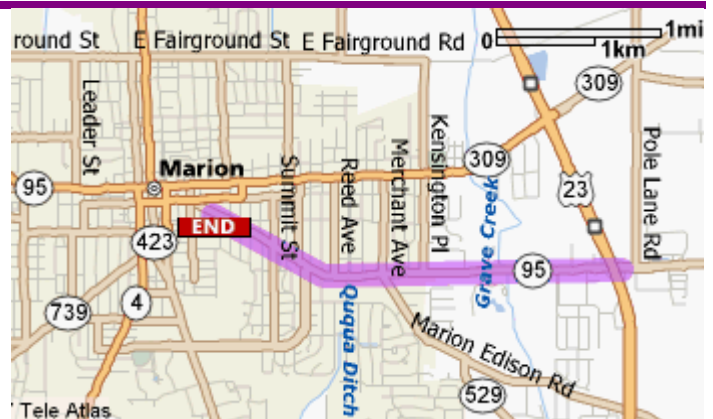 round St
E Fairground St
E Fairground Rd
0
1mi
1km
309
Leader St
Kensington Pl
Pole Lane Rd
Summit St
Reed Ave
Merchant Ave
309
95
Marion
23
Grave Creek
END
423
95
4
739
Ququa Ditch
Marion Edison Rd
529
Tele Atlas